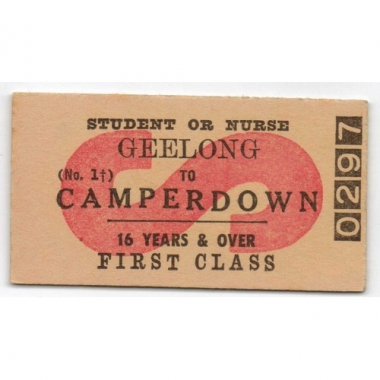 STUDENT OR NURSE
GEELONG
(No. 1†) TO
CAMPERDOWN
16 YEARS & OVER
FIRST CLASS
S
0297